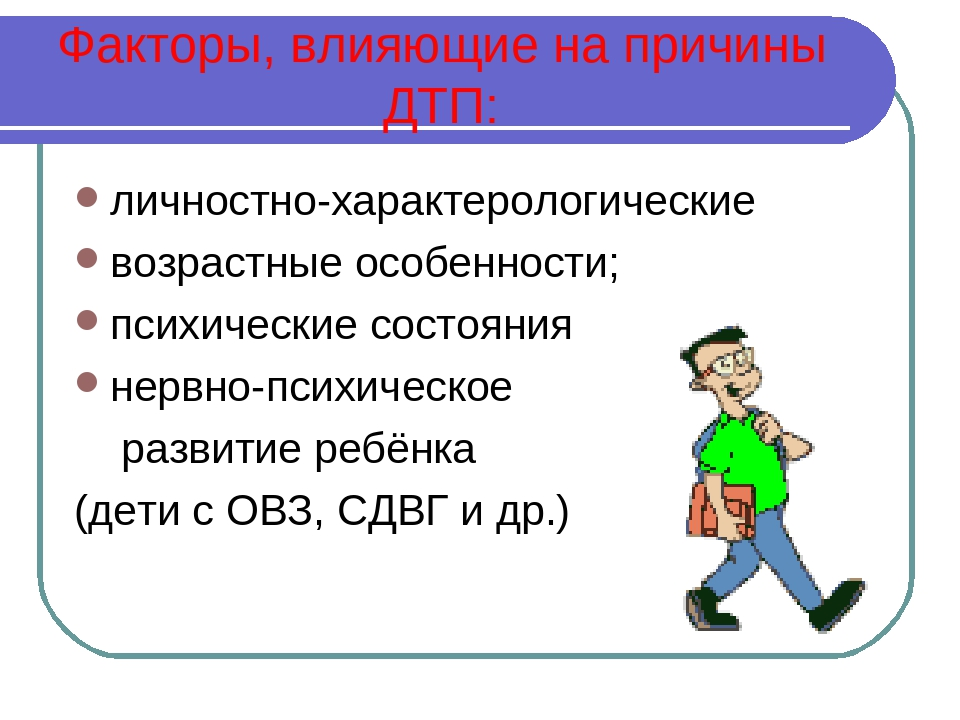 Факторы, влияющие на причины
ДТП:
личностно-характерологические
возрастные особенности;
психические состояния
нервно-психическое
развитие ребёнка
(дети с ОВЗ, СДВГ и др.)